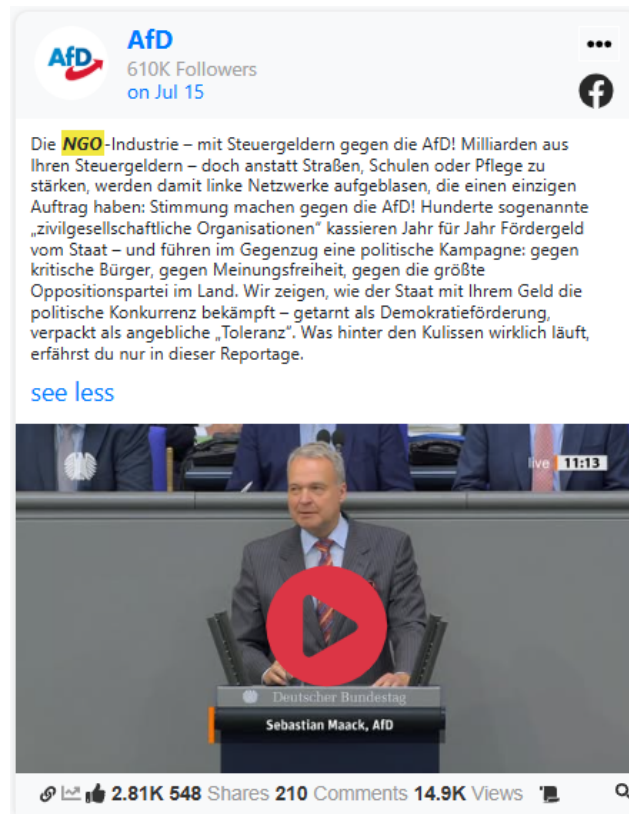 AfD
AfD
610K Followers
on Jul 15
Die NGO-Industrie – mit Steuergeldern gegen die AfD! Milliarden aus
Ihren Steuergeldern – doch anstatt Straßen, Schulen oder Pflege zu
stärken, werden damit linke Netzwerke aufgeblasen, die einen einzigen
Auftrag haben: Stimmung machen gegen die AfD! Hunderte sogenannte
„zivilgesellschaftliche Organisationen“ kassieren Jahr für Jahr Fördergeld
vom Staat – und führen im Gegenzug eine politische Kampagne: gegen
kritische Bürger, gegen Meinungsfreiheit, gegen die größte
Oppositionspartei im Land. Wir zeigen, wie der Staat mit Ihrem Geld die
politische Konkurrenz bekämpft – getarnt als Demokratieförderung,
verpackt als angebliche „Toleranz“. Was hinter den Kulissen wirklich läuft,
erfährst du nur in dieser Reportage.
see less
live 11:13
Deutscher Bundestag
Sebastian Maack, AfD
2.81K 548 Shares 210 Comments 14.9K Views